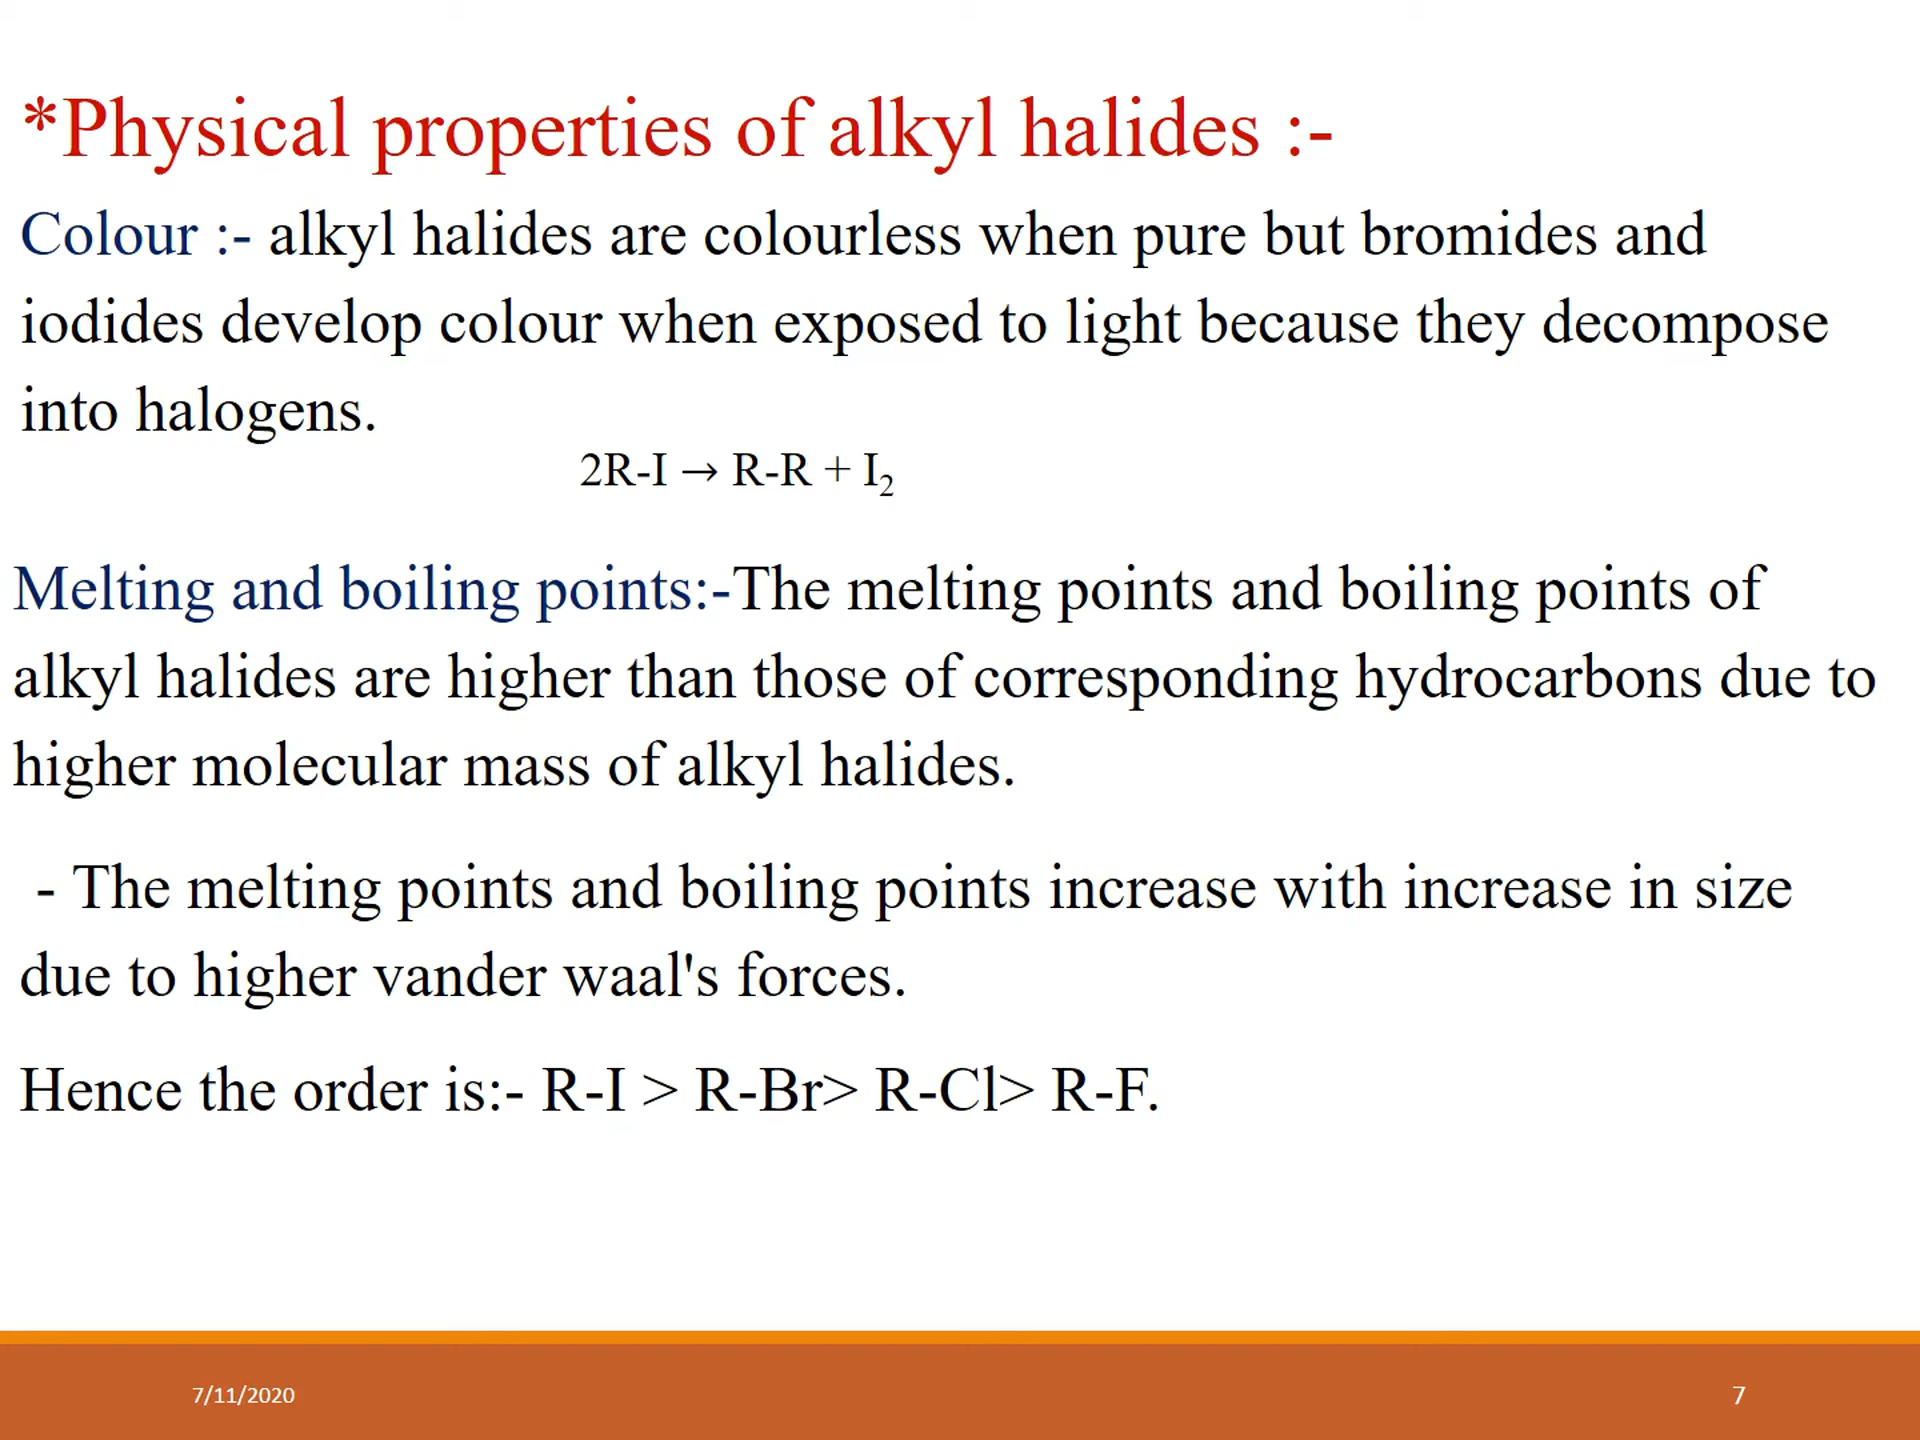 *Physical properties of alkyl halides :-
Colour :- alkyl halides are colourless when pure but bromides and
iodides develop colour when exposed to light because they decompose
into halogens.
2R-I → R-R + I₂
Melting and boiling points:-The melting points and boiling points of
alkyl halides are higher than those of corresponding hydrocarbons due to
higher molecular mass of alkyl halides.
- The melting points and boiling points increase with increase in size
due to higher vander waal's forces.
Hence the order is:- R-I > R-Br> R-Cl> R-F.
7/11/2020
7